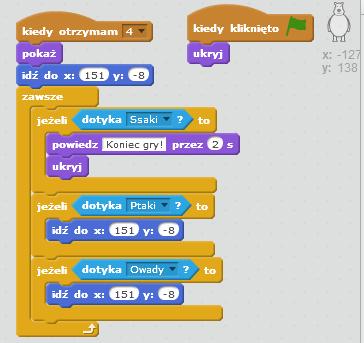 kiedy otrzymam 4
kiedy kliknięto
pokaż
ukryj
idź do x: 151 y: -8
x: -127
y: 138
zawsze
jeżeli dotyka Ssaki ? to
powiedz Koniec gry! przez 2 s
ukryj
jeżeli dotyka Ptaki ? to
idź do x: 151 y: -8
jeżeli dotyka Owady ? to
idź do x: 151 y: -8